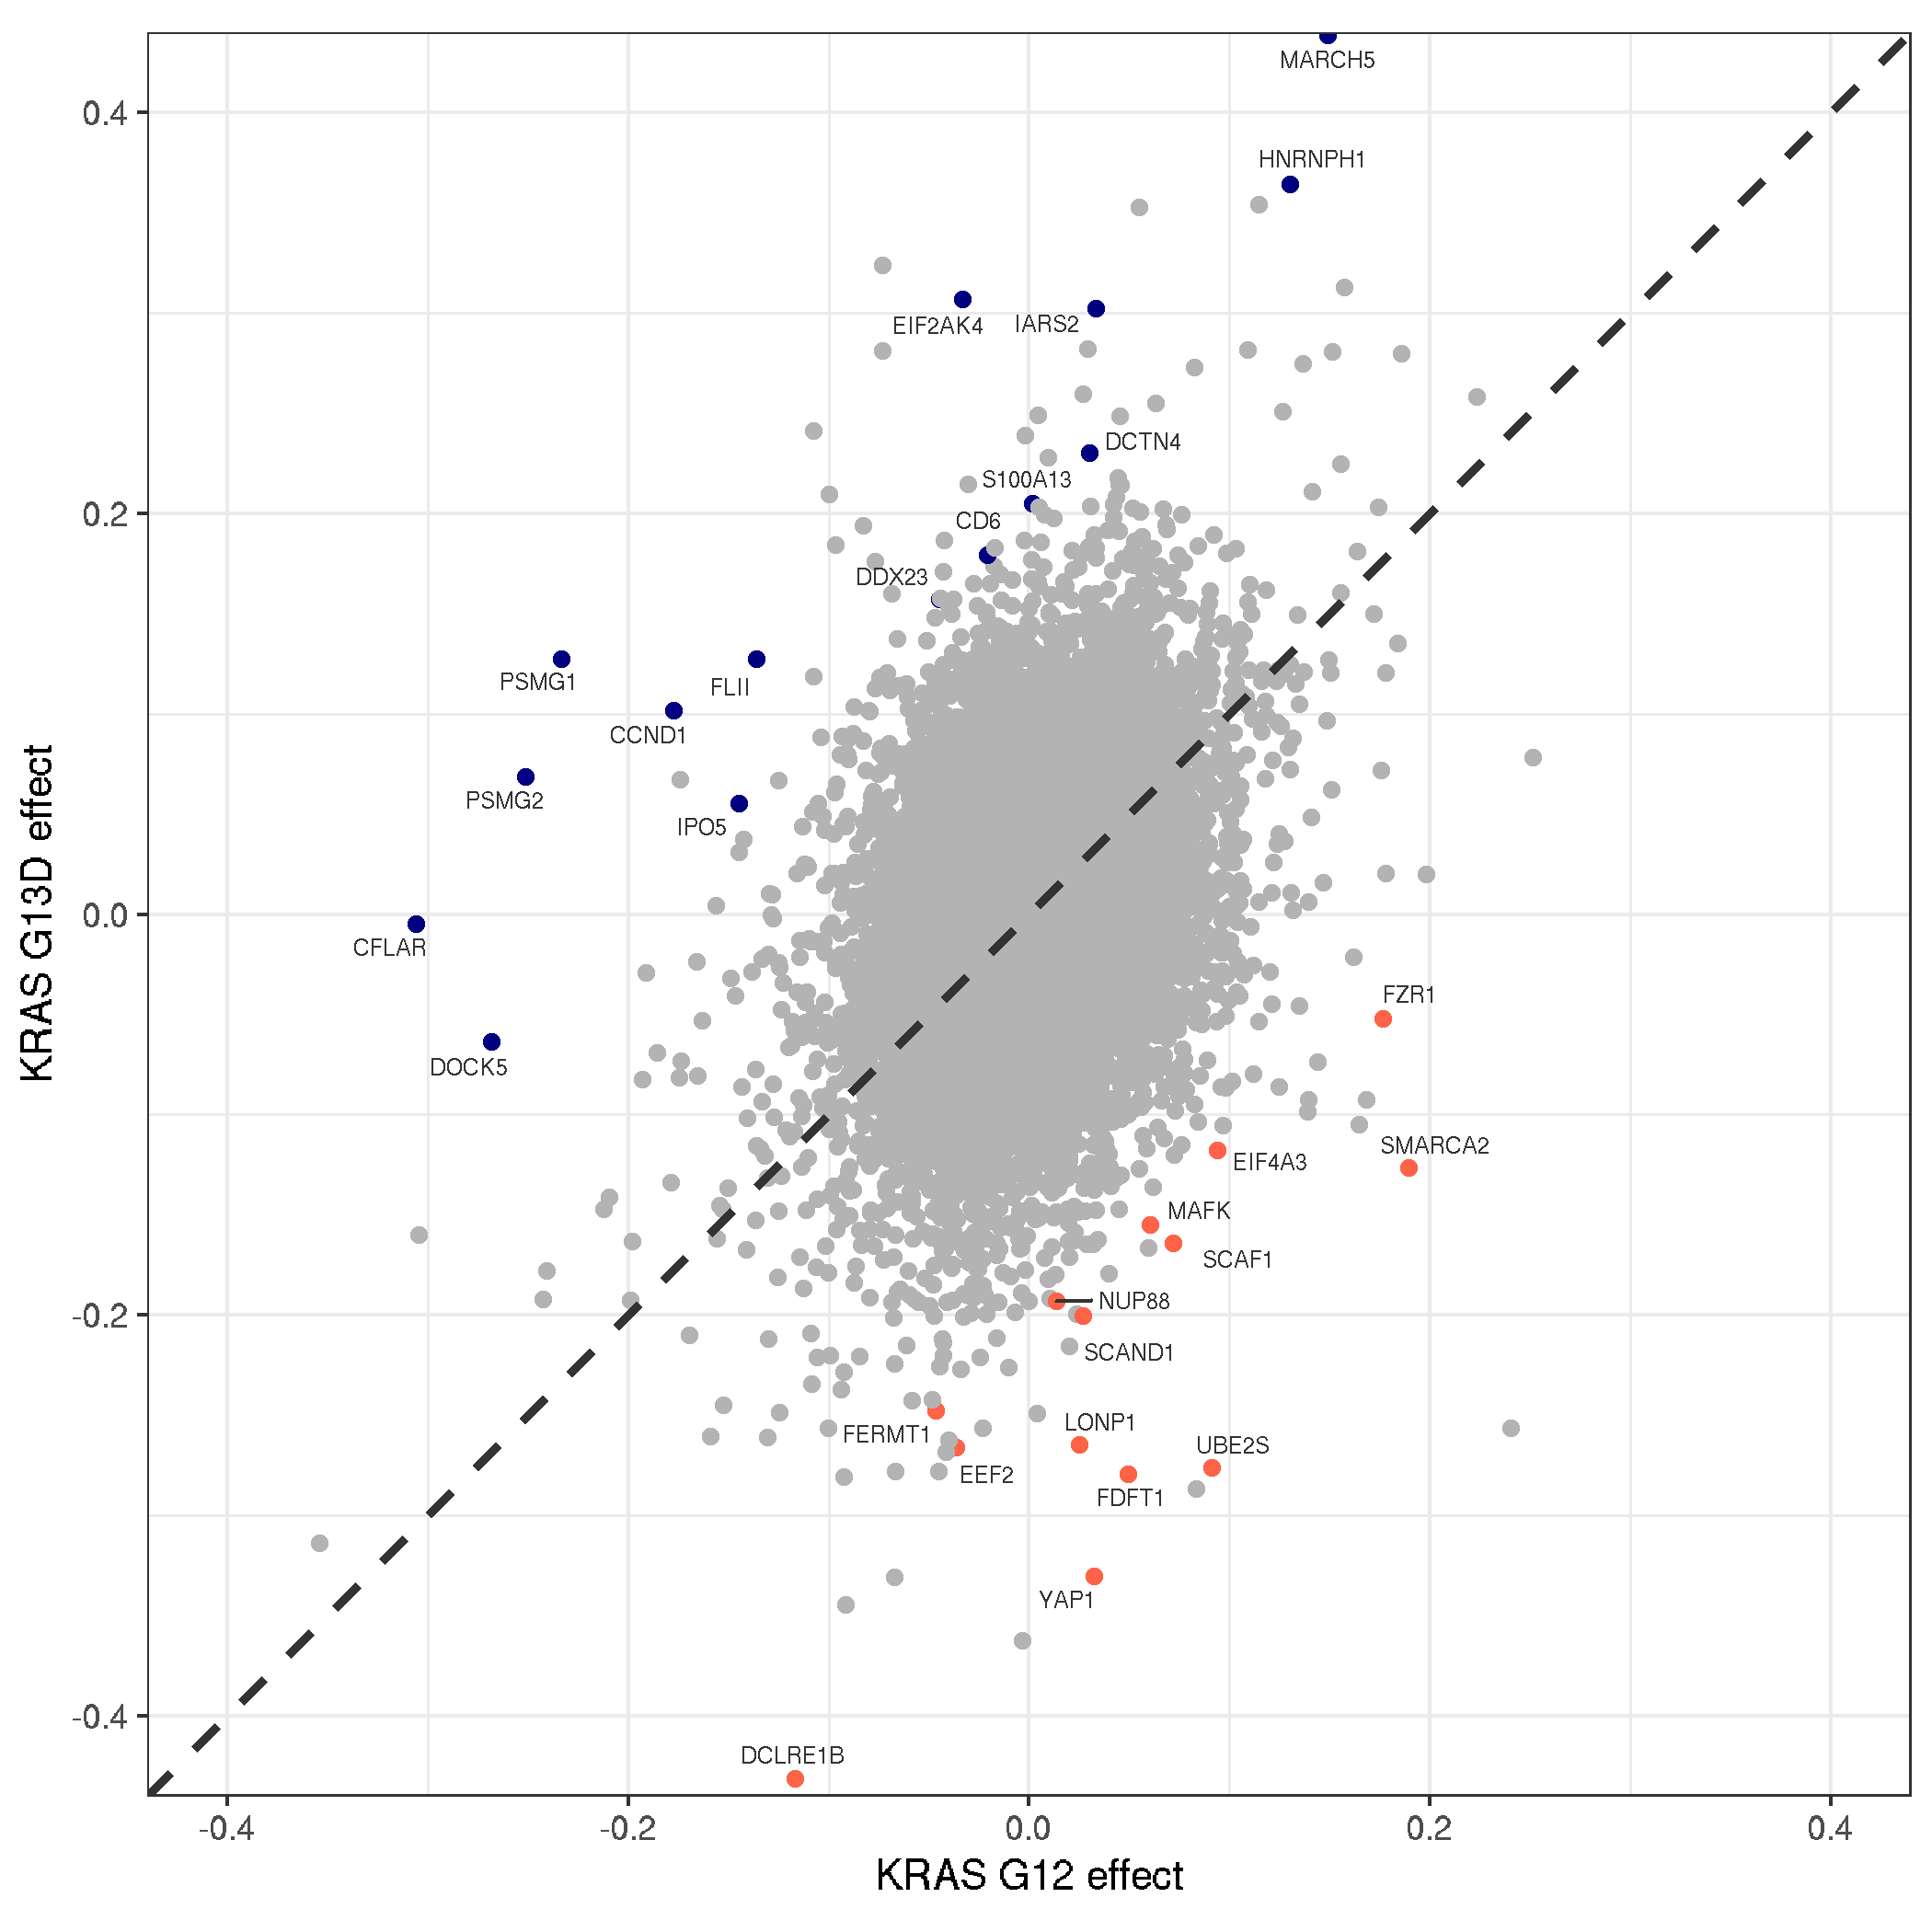 MARCH5
0.4
HNRNPH1
EIF2AK4
IARS2
DCTN4
S100A13
0.2
CD6
DDX23
PSMG1
FLII
CCND1
PSMG2
IPO5
KRAS G13D effect
0.0
CFLAR
FZR1
DOCK5
SMARCA2
EIF4A3
MAFK
SCAF1
NUP88
-0.2
SCAND1
LONP1
FERMT1
UBE2S
EEF2
FDFT1
YAP1
-0.4
DCLRE1B
-0.4
-0.2
0.0
0.2
0.4
KRAS G12 effect